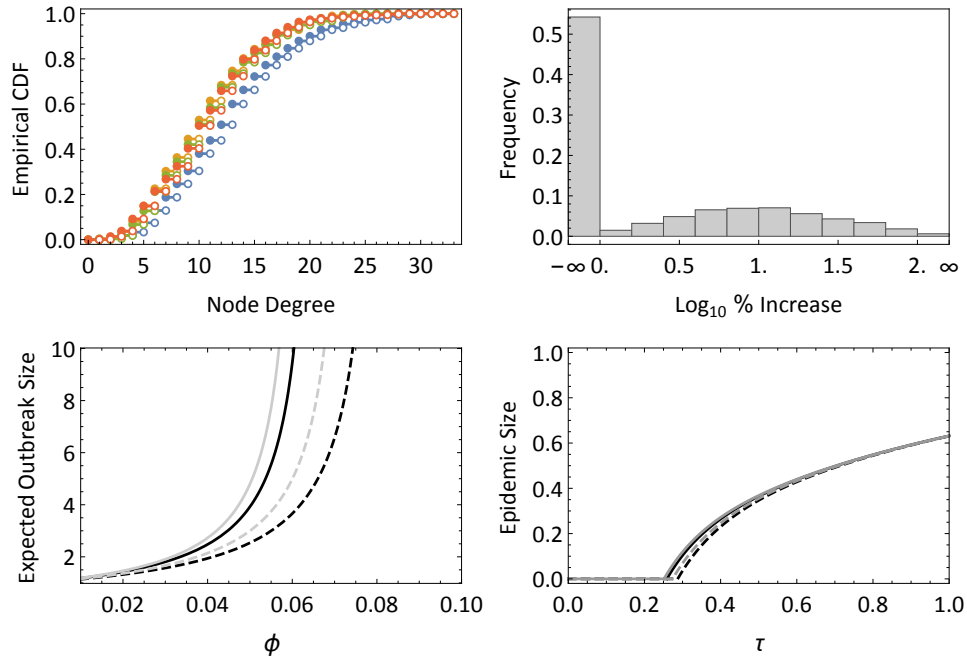 1.0
0.8
0.6
0.4
0.2
0.0
Empirical CDF
0 5 10 15 20 25 30
Node Degree
0.5
0.4
0.3
0.2
0.1
0.0
Frequency
−∞ 0. 0.5 1. 1.5 2. ∞
Log₁₀ % Increase
10
8
6
4
2
Expected Outbreak Size
0.02 0.04 0.06 0.08 0.10
ϕ
1.0
0.8
0.6
0.4
0.2
0.0
Epidemic Size
0.0 0.2 0.4 0.6 0.8 1.0
τ